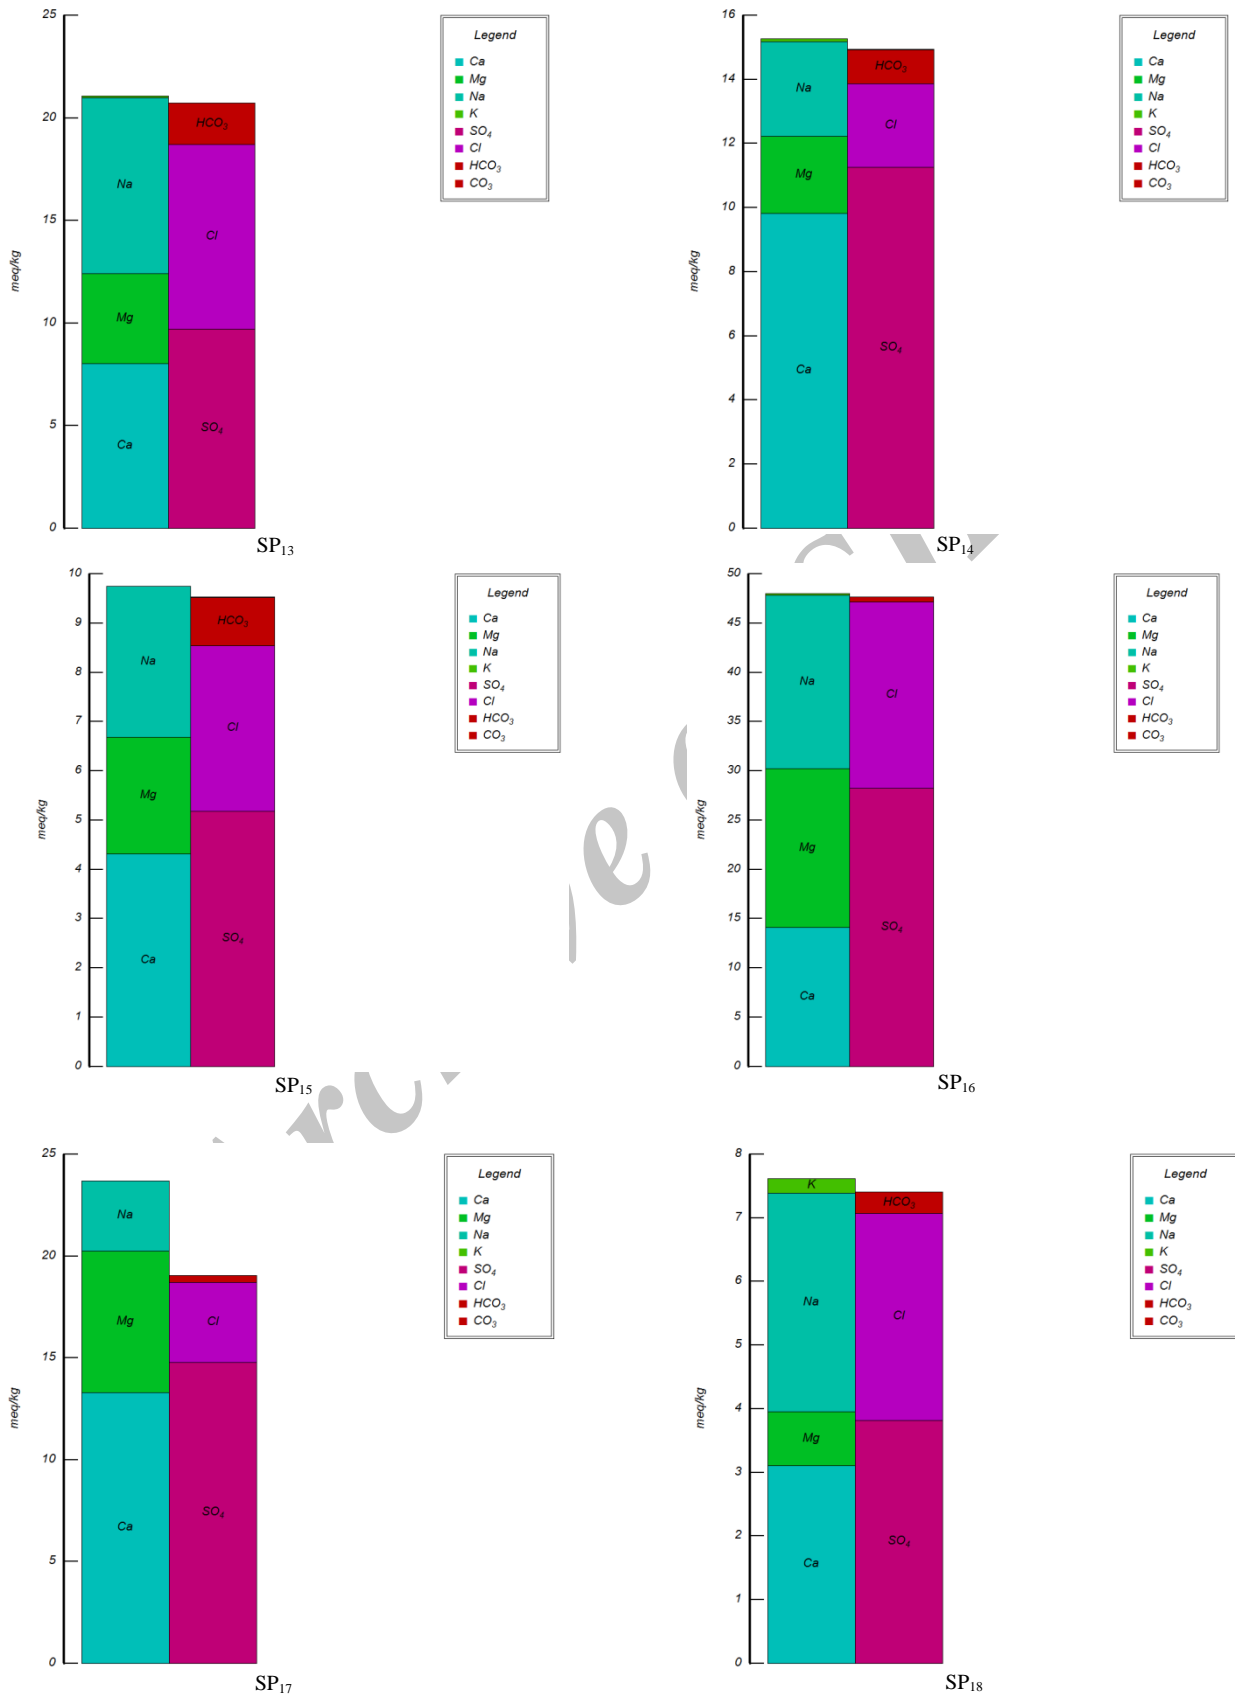 25
20
15
10
5
0
meq/kg
Na
Mg
Ca
HCO₃
Cl
SO₄
Legend
Ca
Mg
Na
K
SO₄
Cl
HCO₃
CO₃
SP₁₃
16
14
12
10
8
6
4
2
0
meq/kg
Na
Mg
Ca
HCO₃
Cl
SO₄
Legend
Ca
Mg
Na
K
SO₄
Cl
HCO₃
CO₃
SP₁₄
10
9
8
7
6
5
4
3
2
1
0
meq/kg
Na
Mg
Ca
HCO₃
Cl
SO₄
Legend
Ca
Mg
Na
K
SO₄
Cl
HCO₃
CO₃
SP₁₅
50
45
40
35
30
25
20
15
10
5
0
meq/kg
Na
Mg
Ca
Cl
SO₄
Legend
Ca
Mg
Na
K
SO₄
Cl
HCO₃
CO₃
SP₁₆
25
20
15
10
5
0
meq/kg
Na
Mg
Ca
Cl
SO₄
Legend
Ca
Mg
Na
K
SO₄
Cl
HCO₃
CO₃
SP₁₇
8
7
6
5
4
3
2
1
0
meq/kg
K
Na
Mg
Ca
HCO₃
Cl
SO₄
Legend
Ca
Mg
Na
K
SO₄
Cl
HCO₃
CO₃
SP₁₈